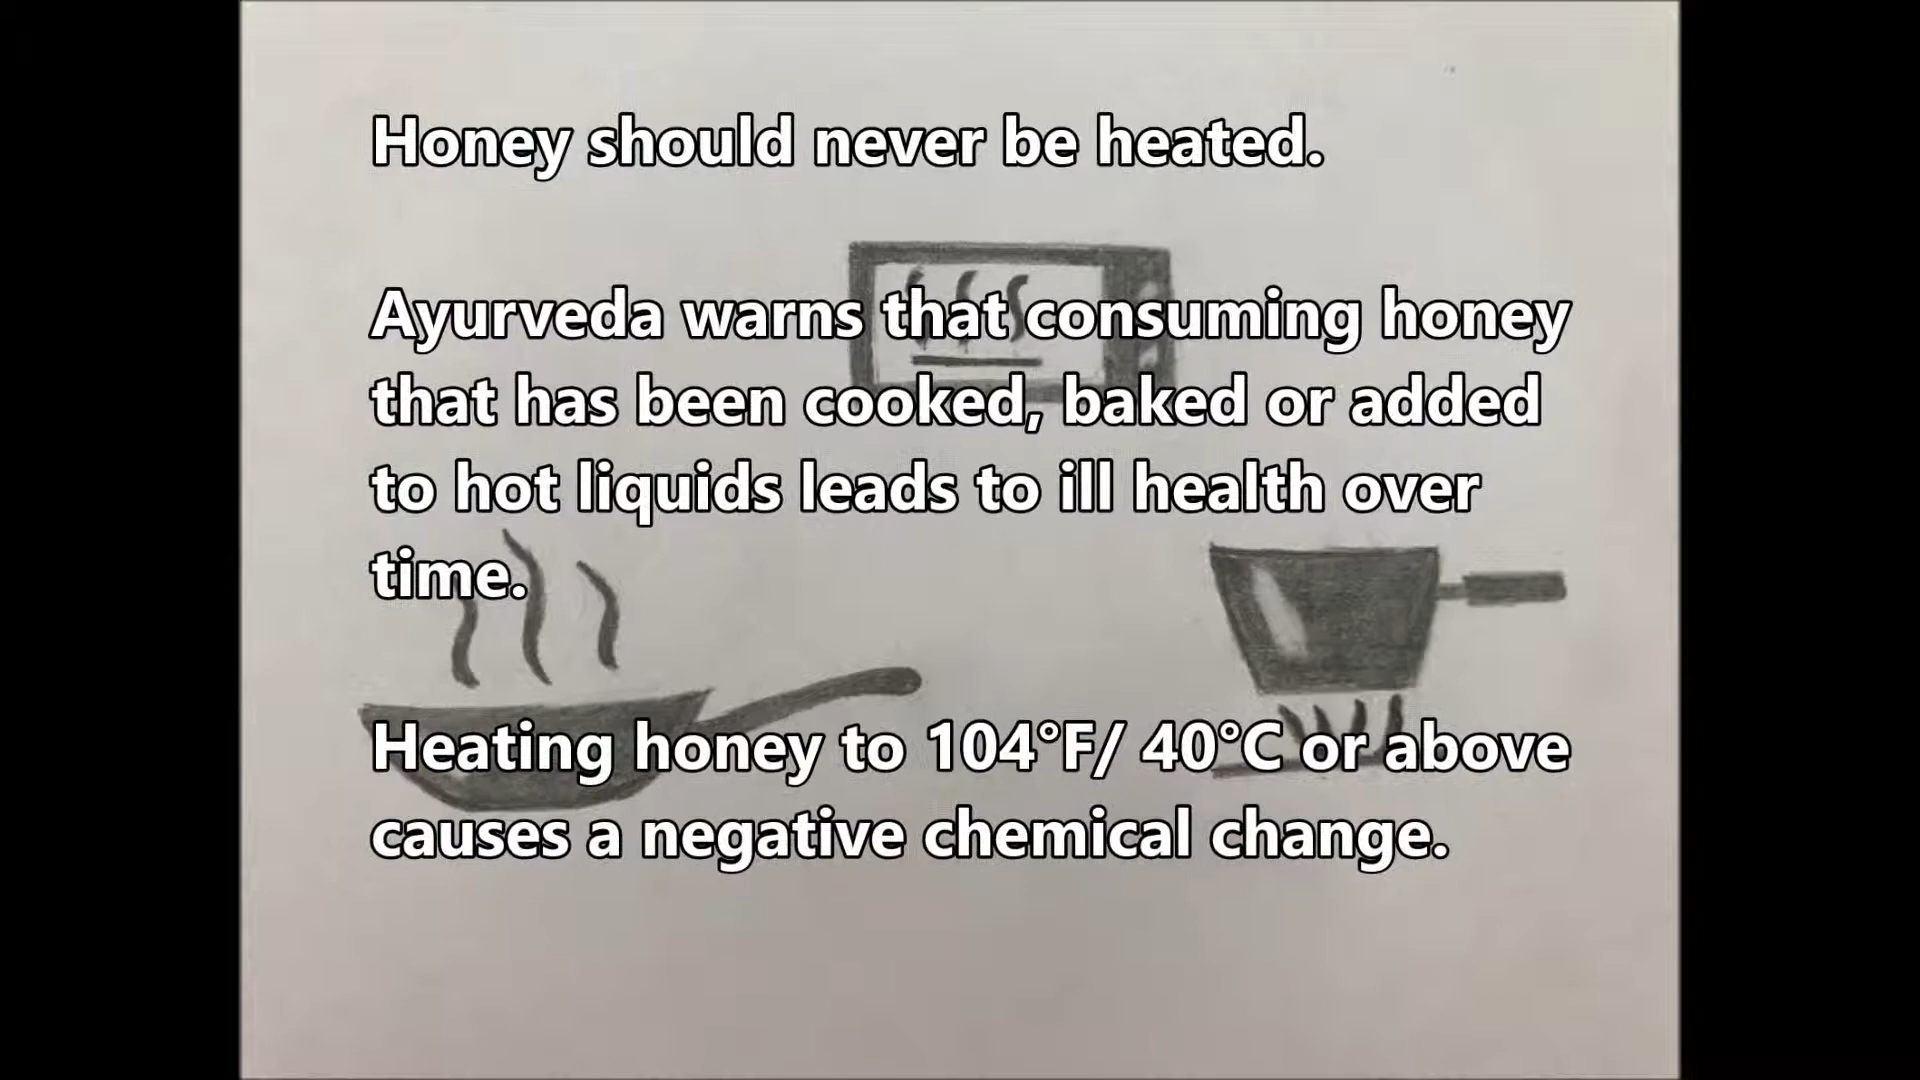 Honey should never be heated.
Ayurveda warns that consuming honey
that has been cooked, baked or added
to hot liquids leads to ill health over
time.
Heating honey to 104°F/ 40°C or above
causes a negative chemical change.